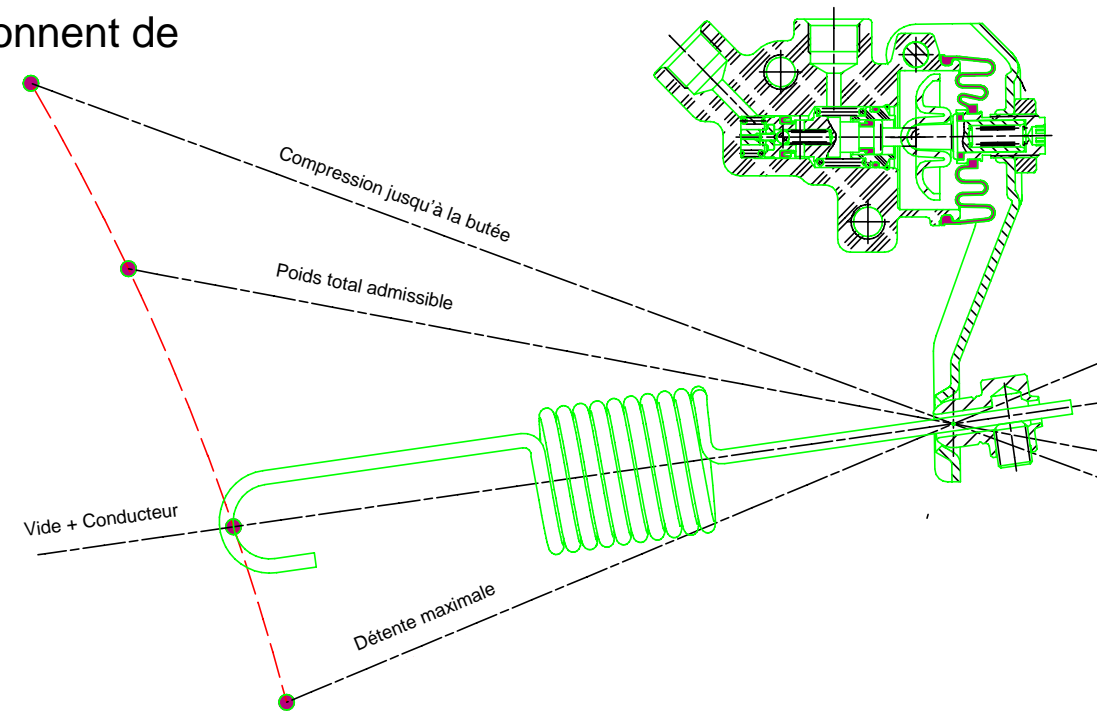 onnent de
Compression jusqu'à la butée
Poids total admissible
Vide + Conducteur
Détente maximale